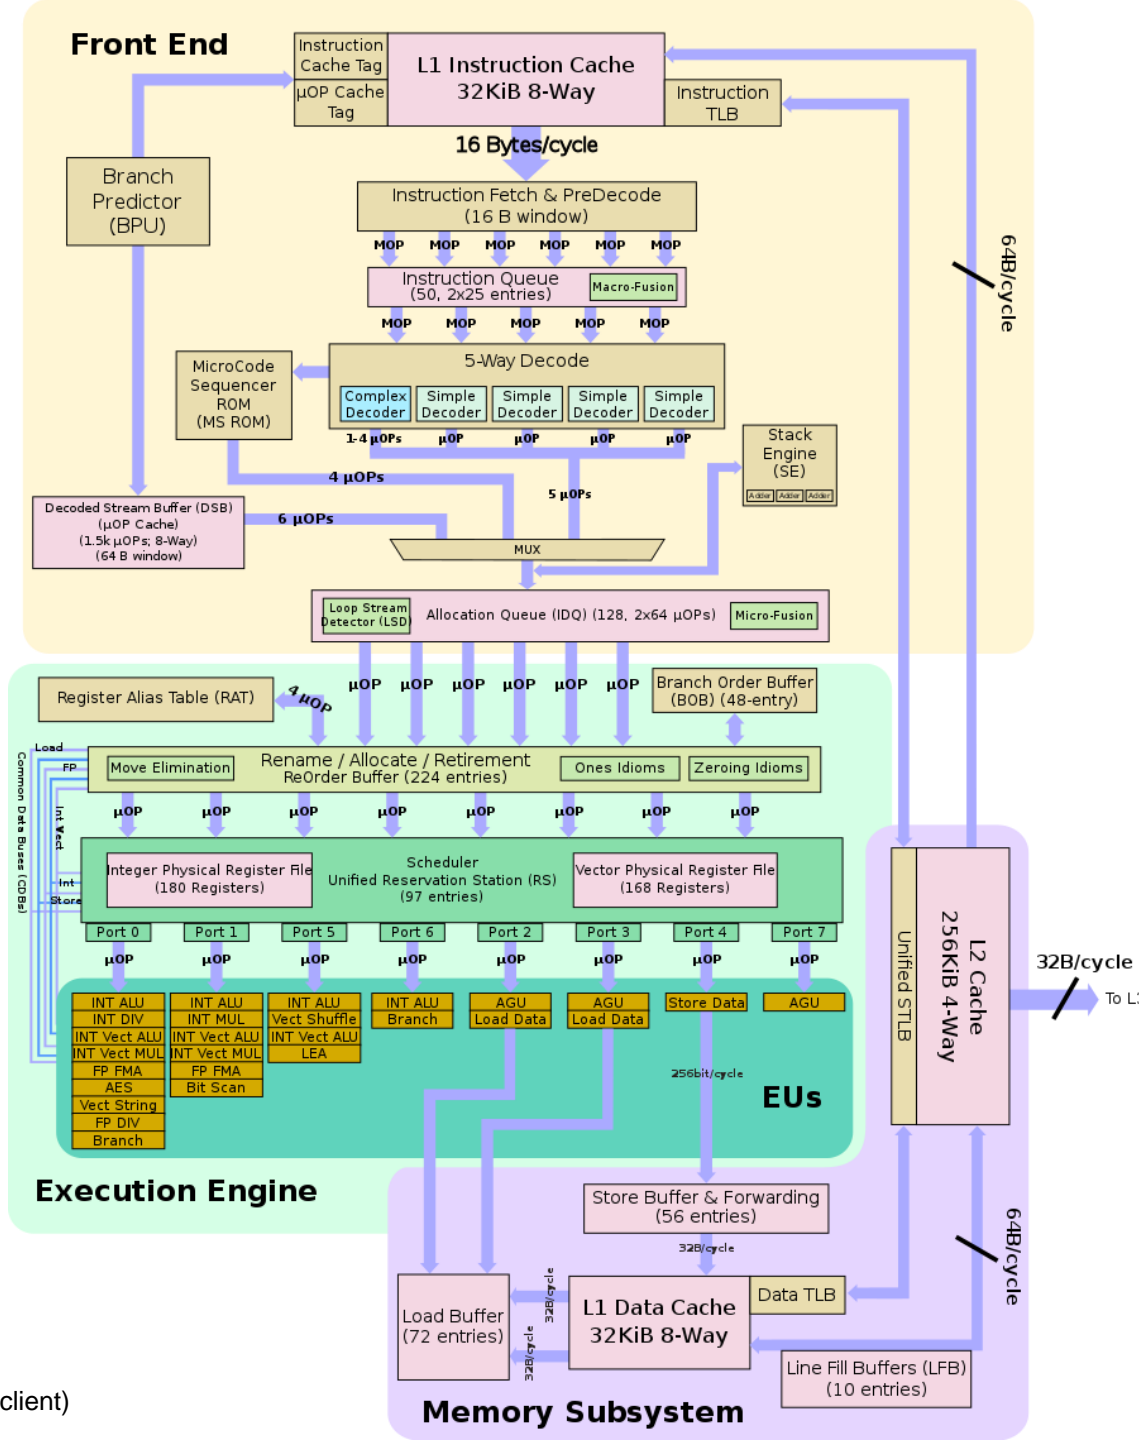 Front End
Instruction
Cache Tag
µOP Cache
Tag
L1 Instruction Cache
32KiB 8-Way
Instruction
TLB
16 Bytes/cycle
Branch
Predictor
(BPU)
Instruction Fetch & PreDecode
(16 B window)
MOP MOP MOP MOP MOP MOP
Instruction Queue
(50, 2x25 entries)
Macro-Fusion
64B/cycle
MOP MOP MOP MOP MOP
5-Way Decode
MicroCode
Sequencer
ROM
(MS ROM)
Complex
Decoder
Simple
Decoder
Simple
Decoder
Simple
Decoder
Simple
Decoder
1-4 µOPs µOP µOP µOP µOP
Stack
Engine
(SE)
Adder Adder Adder
4 µOPs
5 µOPs
Decoded Stream Buffer (DSB)
(µOP Cache)
(1.5k µOPs; 8-Way)
(64 B window)
6 µOPs
MUX
Loop Stream
Detector (LSD)
Allocation Queue (IDQ) (128, 2x64 µOPs)
Micro-Fusion
Register Alias Table (RAT)
4 µOP
µOP µOP µOP µOP µOP µOP
Branch Order Buffer
(BOB) (48-entry)
Rename / Allocate / Retirement
ReOrder Buffer (224 entries)
Move Elimination
Ones Idioms
Zeroing Idioms
Load
FP
Common Data Buses (CDBs)
Int Vect
Int
Store
µOP µOP µOP µOP µOP µOP µOP µOP
Integer Physical Register File
(180 Registers)
Scheduler
Unified Reservation Station (RS)
(97 entries)
Vector Physical Register File
(168 Registers)
Port 0 Port 1 Port 5 Port 6 Port 2 Port 3 Port 4 Port 7
µOP µOP µOP µOP µOP µOP µOP µOP
INT ALU
INT DIV
INT Vect ALU
INT Vect MUL
FP FMA
AES
Vect String
FP DIV
Branch
INT ALU
INT MUL
INT Vect ALU
INT Vect MUL
FP FMA
Bit Scan
INT ALU
Vect Shuffle
INT Vect ALU
LEA
INT ALU
Branch
AGU
Load Data
AGU
Load Data
Store Data
AGU
256bit/cycle
EUs
Execution Engine
Unified STLB
L2 Cache
256KiB 4-Way
32B/cycle
To L3
Store Buffer & Forwarding
(56 entries)
32B/cycle
64B/cycle
Load Buffer
(72 entries)
32B/cycle
32B/cycle
L1 Data Cache
32KiB 8-Way
Data TLB
Line Fill Buffers (LFB)
(10 entries)
client)
Memory Subsystem